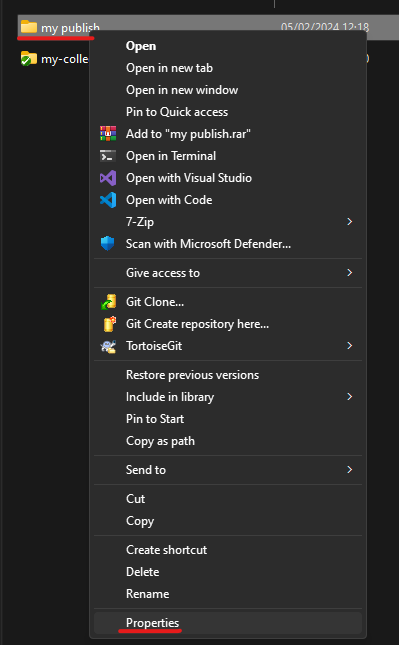 my publish 05/02/2024 12:18
my-colle
Open
Open in new tab
Open in new window
Pin to Quick access
Add to "my publish.rar"
Open in Terminal
Open with Visual Studio
Open with Code
7-Zip
Scan with Microsoft Defender...
Give access to
Git Clone...
Git Create repository here...
TortoiseGit
Restore previous versions
Include in library
Pin to Start
Copy as path
Send to
Cut
Copy
Create shortcut
Delete
Rename
Properties